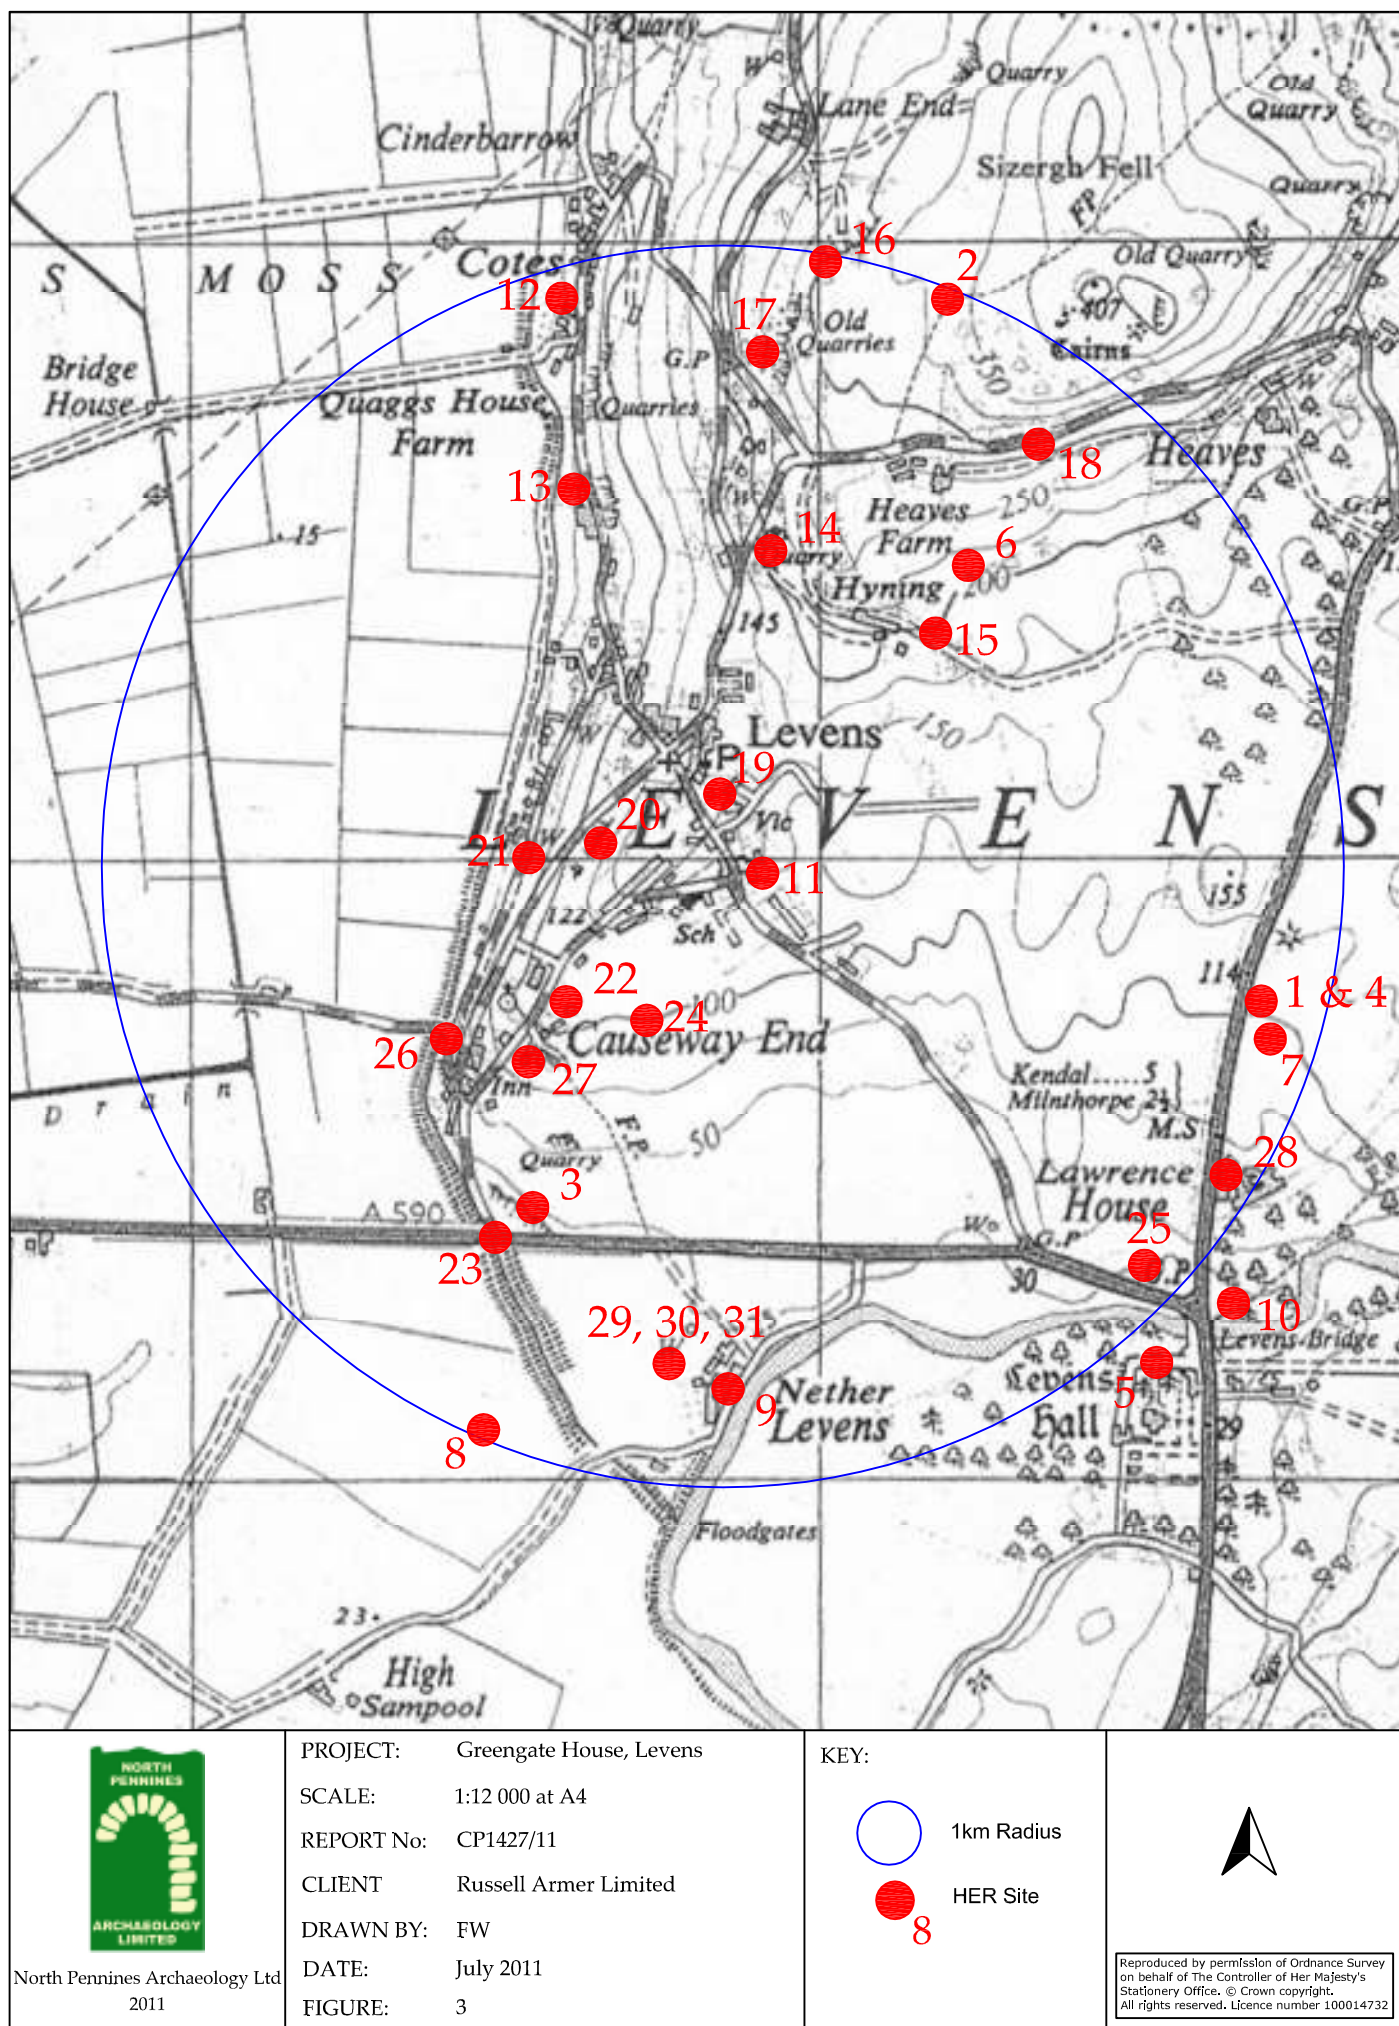 Quarry
W
Quarry
Lane End
Old
Quarry
Cinderbarrow
Sizergh Fell
Quarry
FP
16
Old Quarry
S MOSS
Cotes
2
12
17
Old
Quarries
407
Cairns
G.P
350
Bridge
House
Quaggs House
Farm
Quarries
W
18
Heaves
13
250
Heaves
Farm
G.P
14
Quarry
6
15
Hyning
200
145
15
Levens
150
W
P
19
20
Vic
L E V E N S
21
W
11
155
122
Sch
114
22
100
1 & 4
24
Causeway End
26
7
27
Inn
Kendal.....5
Milnthorpe 2½
Drain
F.P.
50
M.S
Quarry
28
3
Lawrence
House
A 590
25
23
Wo
G.P
30
29, 30, 31
10
Levens Bridge
Levens
Hall
5
9
Nether
Levens
29
8
Floodgates
23
High
Sampool
NORTH
PENNINES
ARCHAEOLOGY
LIMITED
North Pennines Archaeology Ltd
2011
PROJECT: Greengate House, Levens
SCALE: 1:12 000 at A4
REPORT No: CP1427/11
CLIENT Russell Armer Limited
DRAWN BY: FW
DATE: July 2011
FIGURE: 3
KEY:
1km Radius
HER Site
8
Reproduced by permission of Ordnance Survey
on behalf of The Controller of Her Majesty's
Stationery Office. © Crown copyright.
All rights reserved. Licence number 100014732